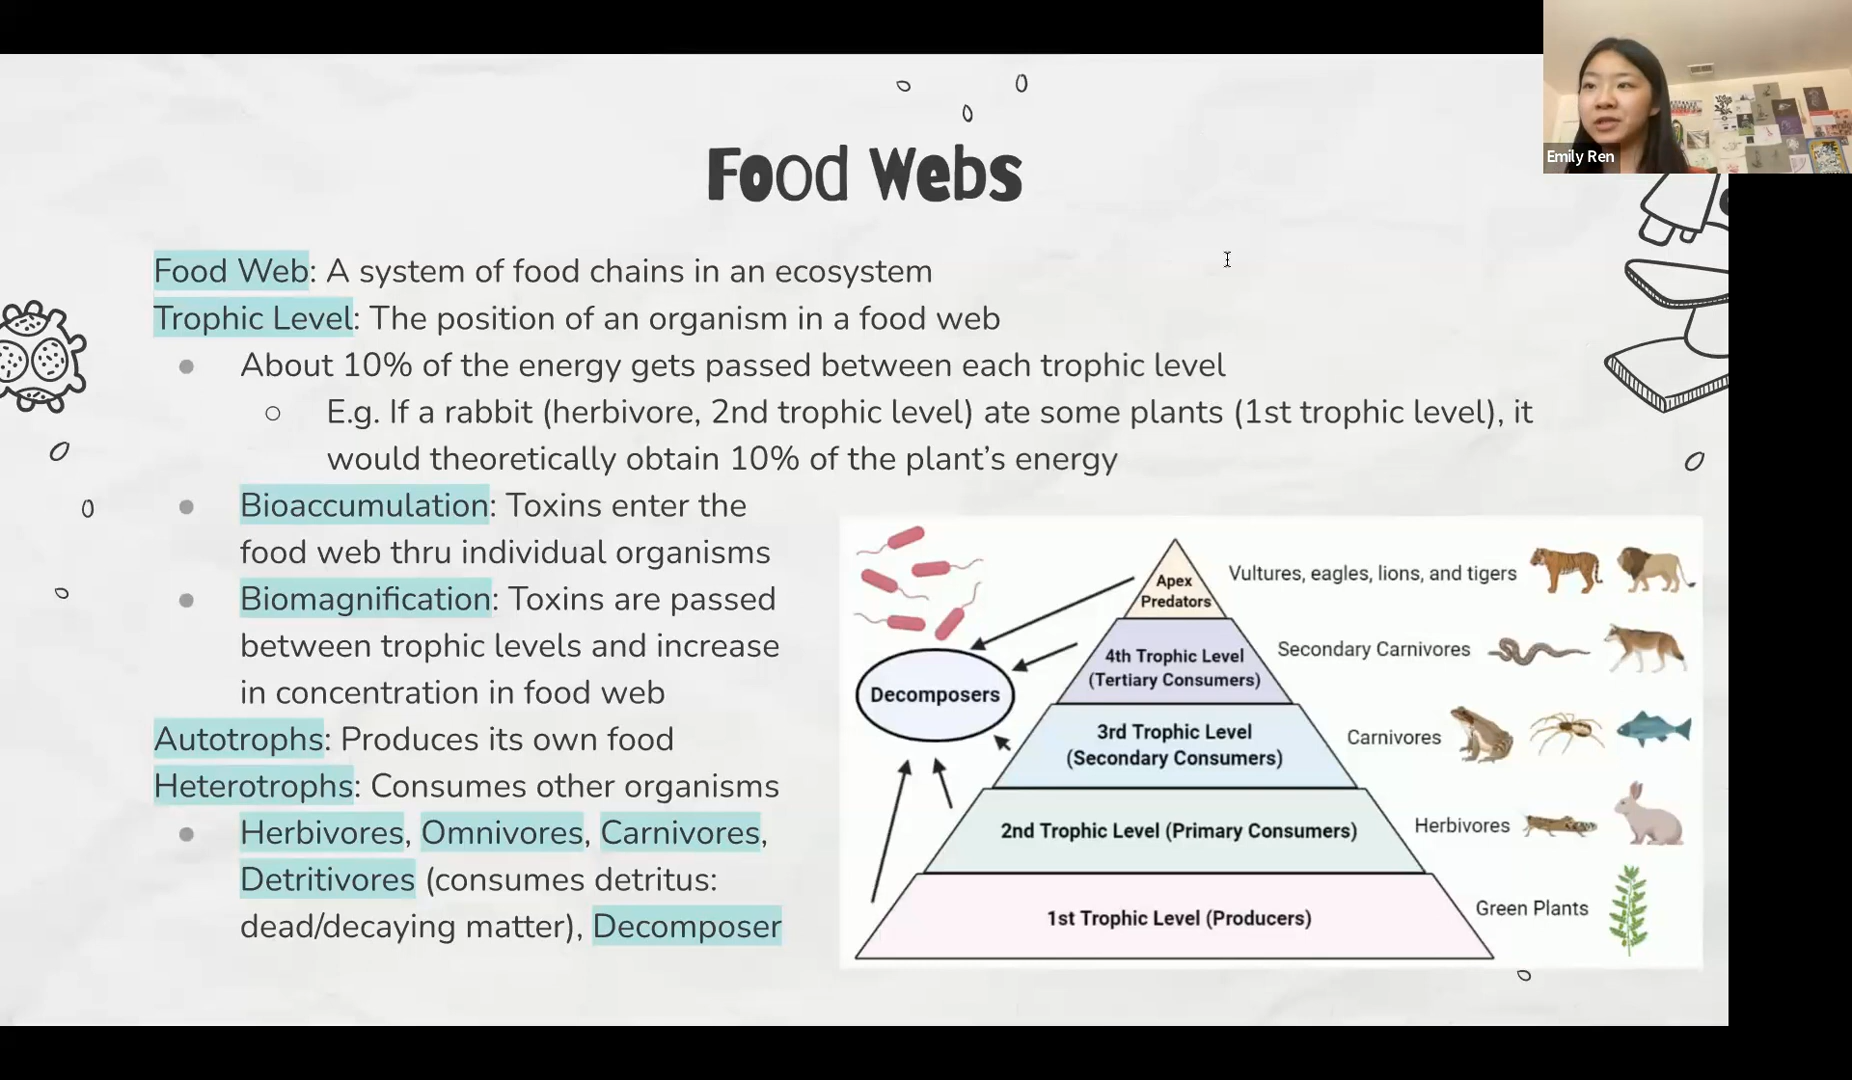 Emily Ren
Food Webs
Food Web: A system of food chains in an ecosystem
Trophic Level: The position of an organism in a food web
About 10% of the energy gets passed between each trophic level
E.g. If a rabbit (herbivore, 2nd trophic level) ate some plants (1st trophic level), it
would theoretically obtain 10% of the plant’s energy
Bioaccumulation: Toxins enter the
food web thru individual organisms
Biomagnification: Toxins are passed
between trophic levels and increase
in concentration in food web
Autotrophs: Produces its own food
Heterotrophs: Consumes other organisms
Herbivores, Omnivores, Carnivores,
Detritivores (consumes detritus:
dead/decaying matter), Decomposer
Decomposers
Apex
Predators
Vultures, eagles, lions, and tigers
4th Trophic Level
(Tertiary Consumers)
Secondary Carnivores
3rd Trophic Level
(Secondary Consumers)
Carnivores
2nd Trophic Level (Primary Consumers)
Herbivores
1st Trophic Level (Producers)
Green Plants